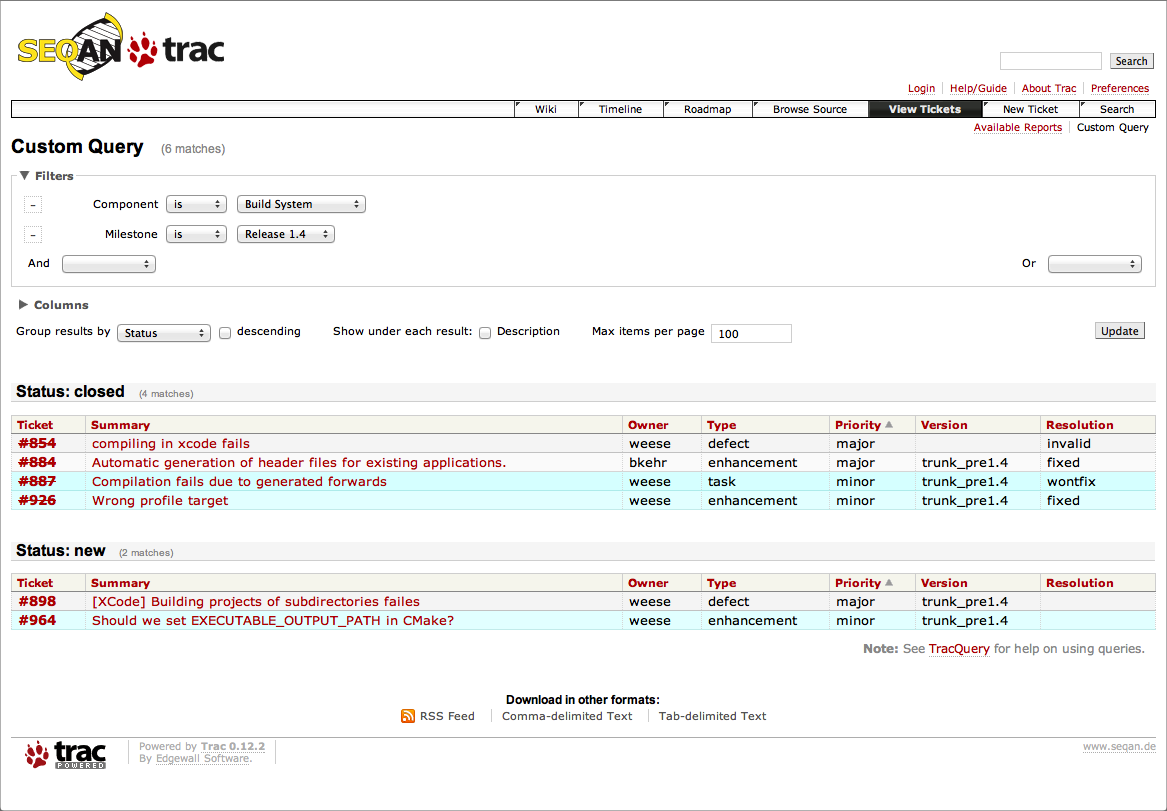 SEQAN trac
Search
Login Help/Guide About Trac Preferences
Wiki Timeline Roadmap Browse Source View Tickets New Ticket Search
Available Reports Custom Query
Custom Query (6 matches)
▼ Filters
– Component is Build System
– Milestone is Release 1.4
And Or
▶ Columns
Group results by Status descending Show under each result: Description Max items per page 100 Update
Status: closed (4 matches)
Ticket Summary Owner Type Priority Version Resolution
#854 compiling in xcode fails weese defect major invalid
#884 Automatic generation of header files for existing applications. bkehr enhancement major trunk_pre1.4 fixed
#887 Compilation fails due to generated forwards weese task minor trunk_pre1.4 wontfix
#926 Wrong profile target weese enhancement minor trunk_pre1.4 fixed
Status: new (2 matches)
Ticket Summary Owner Type Priority Version Resolution
#898 [XCode] Building projects of subdirectories failes weese defect major trunk_pre1.4
#964 Should we set EXECUTABLE_OUTPUT_PATH in CMake? weese enhancement minor trunk_pre1.4
Note: See TracQuery for help on using queries.
Download in other formats:
RSS Feed Comma-delimited Text Tab-delimited Text
trac POWERED
Powered by Trac 0.12.2
By Edgewall Software.
www.seqan.de